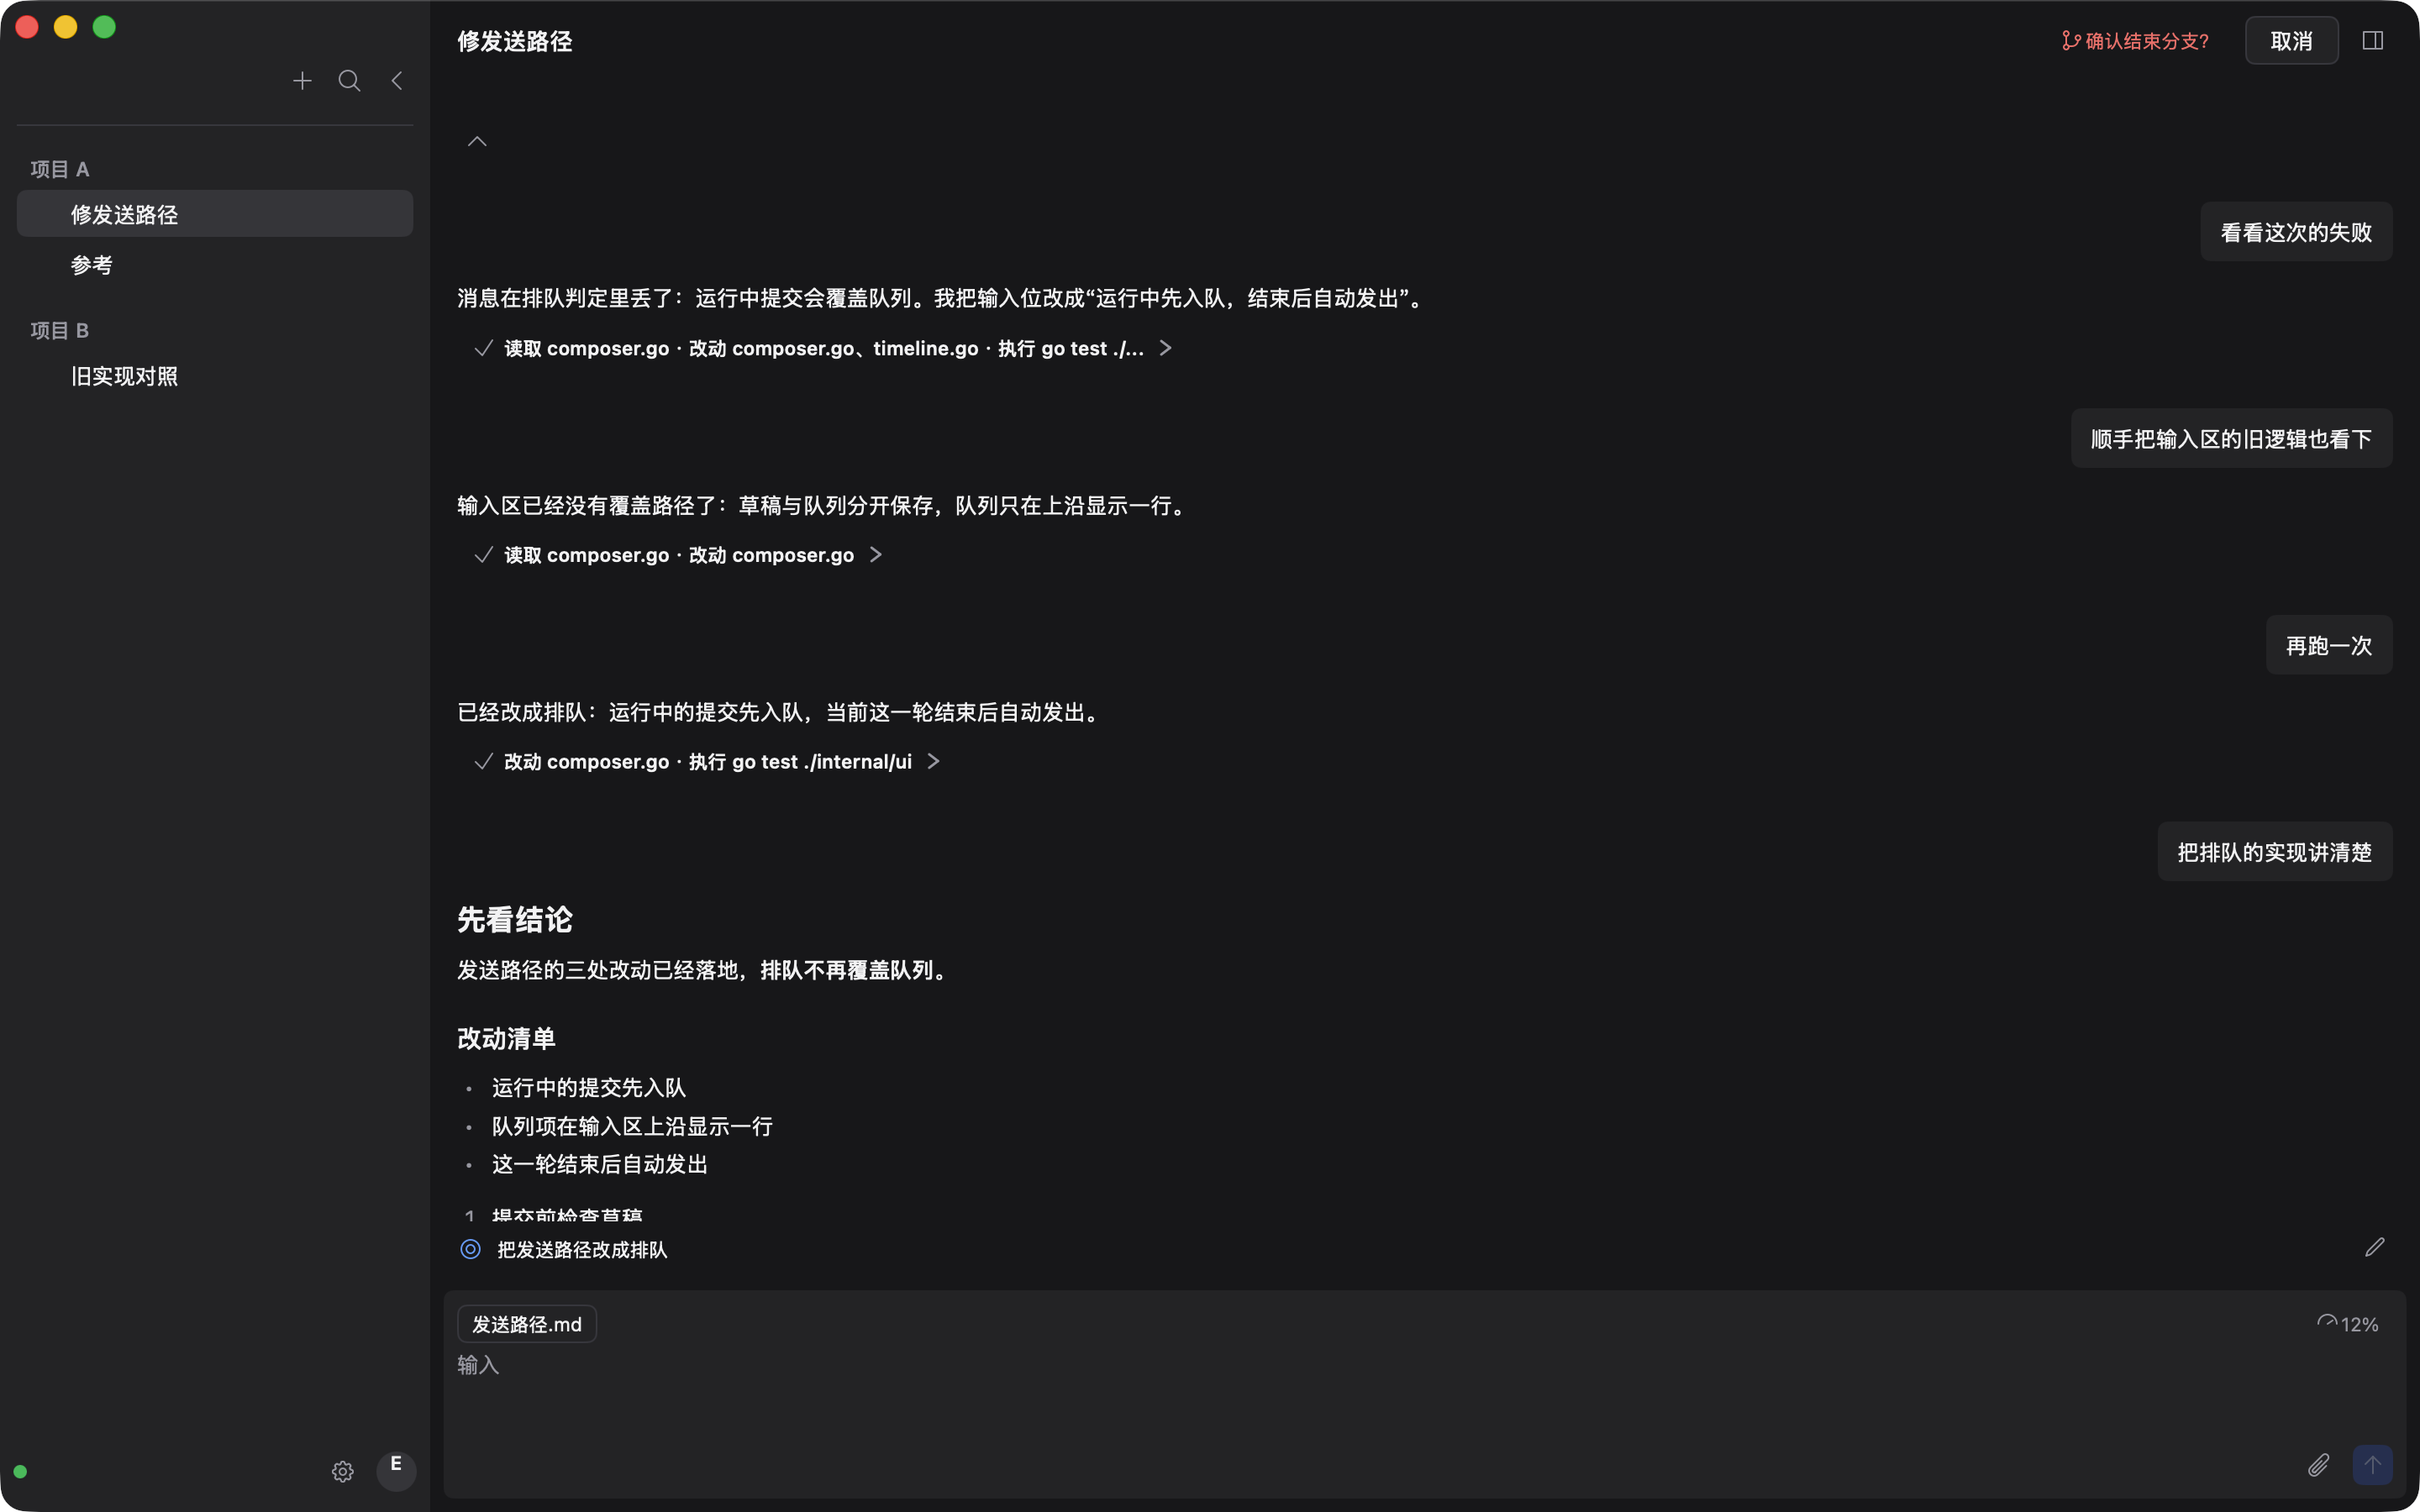 修发送路径
确认结束分支?
取消
项目 A
修发送路径
参考
项目 B
旧实现对照
看看这次的失败
消息在排队判定里丢了：运行中提交会覆盖队列。我把输入位改成“运行中先入队，结束后自动发出”。
读取 composer.go · 改动 composer.go、timeline.go · 执行 go test ./...
顺手把输入区的旧逻辑也看下
输入区已经没有覆盖路径了：草稿与队列分开保存，队列只在上沿显示一行。
读取 composer.go · 改动 composer.go
再跑一次
已经改成排队：运行中的提交先入队，当前这一轮结束后自动发出。
改动 composer.go · 执行 go test ./internal/ui
把排队的实现讲清楚
先看结论
发送路径的三处改动已经落地，排队不再覆盖队列。
改动清单
• 运行中的提交先入队
• 队列项在输入区上沿显示一行
• 这一轮结束后自动发出
1 提交前检查草稿
把发送路径改成排队
发送路径.md
12%
输入
E